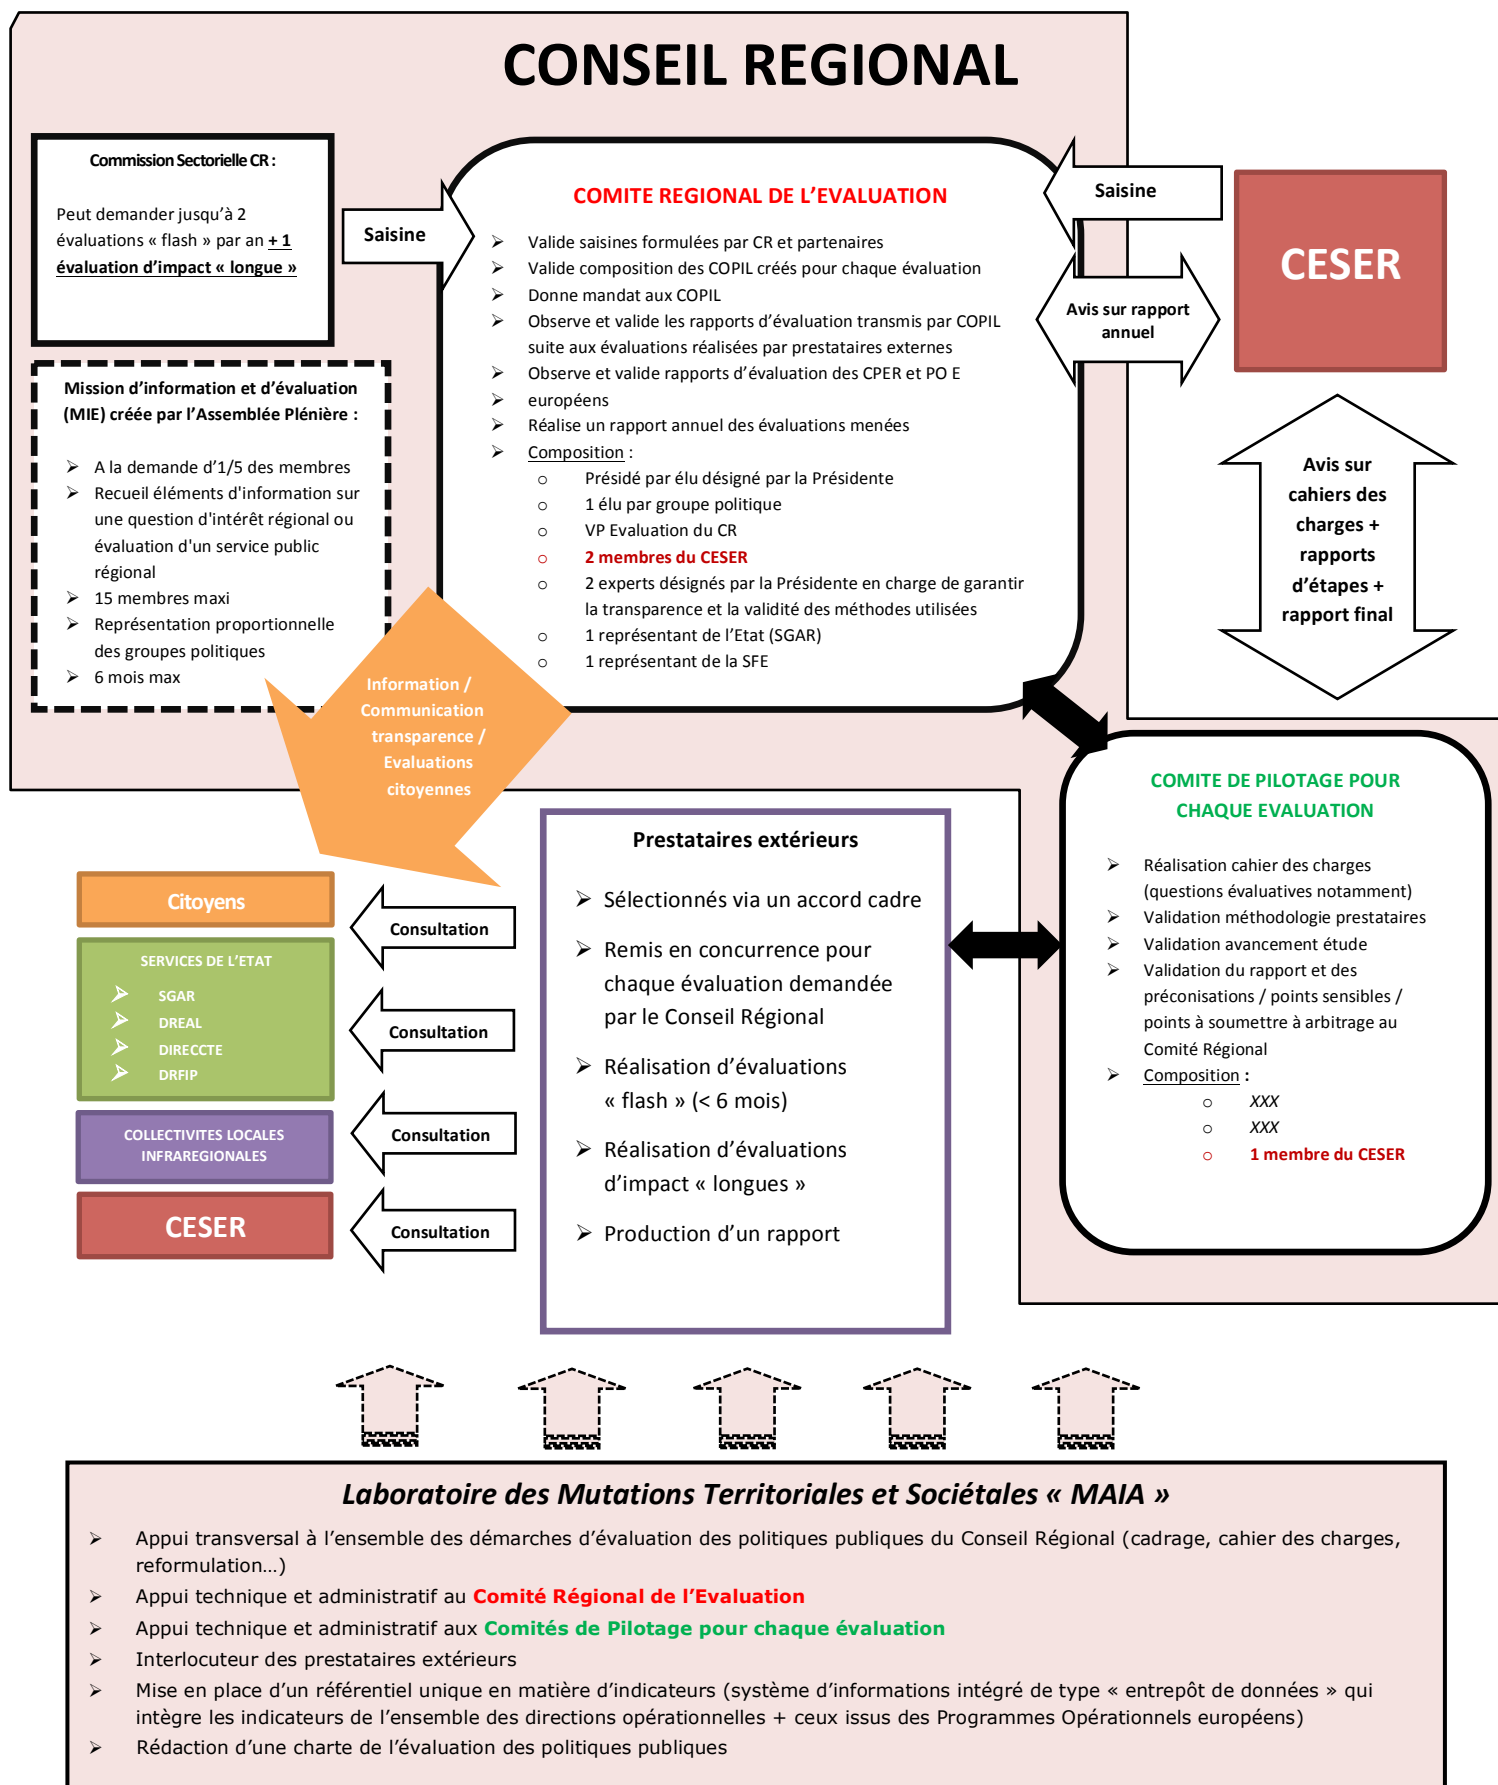 CONSEIL REGIONAL
Commission Sectorielle CR :
Peut demander jusqu’à 2
évaluations « flash » par an + 1
évaluation d’impact « longue »
Saisine
Mission d’information et d’évaluation
(MIE) créée par l’Assemblée Plénière :
➢ A la demande d’1/5 des membres
➢ Recueil éléments d'information sur
une question d'intérêt régional ou
évaluation d'un service public
régional
➢ 15 membres maxi
➢ Représentation proportionnelle
des groupes politiques
➢ 6 mois max
COMITE REGIONAL DE L’EVALUATION
➢ Valide saisines formulées par CR et partenaires
➢ Valide composition des COPIL créés pour chaque évaluation
➢ Donne mandat aux COPIL
➢ Observe et valide les rapports d’évaluation transmis par COPIL
suite aux évaluations réalisées par prestataires externes
➢ Observe et valide rapports d’évaluation des CPER et PO E
➢ européens
➢ Réalise un rapport annuel des évaluations menées
➢ Composition :
o Présidé par élu désigné par la Présidente
o 1 élu par groupe politique
o VP Evaluation du CR
o 2 membres du CESER
o 2 experts désignés par la Présidente en charge de garantir
la transparence et la validité des méthodes utilisées
o 1 représentant de l’Etat (SGAR)
o 1 représentant de la SFE
Saisine
Avis sur rapport
annuel
CESER
Avis sur
cahiers des
charges +
rapports
d’étapes +
rapport final
Information /
Communication
transparence /
Evaluations
citoyennes
COMITE DE PILOTAGE POUR
CHAQUE EVALUATION
➢ Réalisation cahier des charges
(questions évaluatives notamment)
➢ Validation méthodologie prestataires
➢ Validation avancement étude
➢ Validation du rapport et des
préconisations / points sensibles /
points à soumettre à arbitrage au
Comité Régional
➢ Composition :
o XXX
o XXX
o 1 membre du CESER
Prestataires extérieurs
➢ Sélectionnés via un accord cadre
➢ Remis en concurrence pour
chaque évaluation demandée
par le Conseil Régional
➢ Réalisation d’évaluations
« flash » (< 6 mois)
➢ Réalisation d’évaluations
d’impact « longues »
➢ Production d’un rapport
Citoyens
Consultation
SERVICES DE L’ETAT
➢ SGAR
➢ DREAL
➢ DIRECCTE
➢ DRFIP
Consultation
COLLECTIVITES LOCALES
INFRAREGIONALES
Consultation
CESER
Consultation
Laboratoire des Mutations Territoriales et Sociétales « MAIA »
➢ Appui transversal à l’ensemble des démarches d’évaluation des politiques publiques du Conseil Régional (cadrage, cahier des charges,
reformulation…)
➢ Appui technique et administratif au Comité Régional de l’Evaluation
➢ Appui technique et administratif aux Comités de Pilotage pour chaque évaluation
➢ Interlocuteur des prestataires extérieurs
➢ Mise en place d’un référentiel unique en matière d’indicateurs (système d’informations intégré de type « entrepôt de données » qui
intègre les indicateurs de l’ensemble des directions opérationnelles + ceux issus des Programmes Opérationnels européens)
➢ Rédaction d’une charte de l’évaluation des politiques publiques